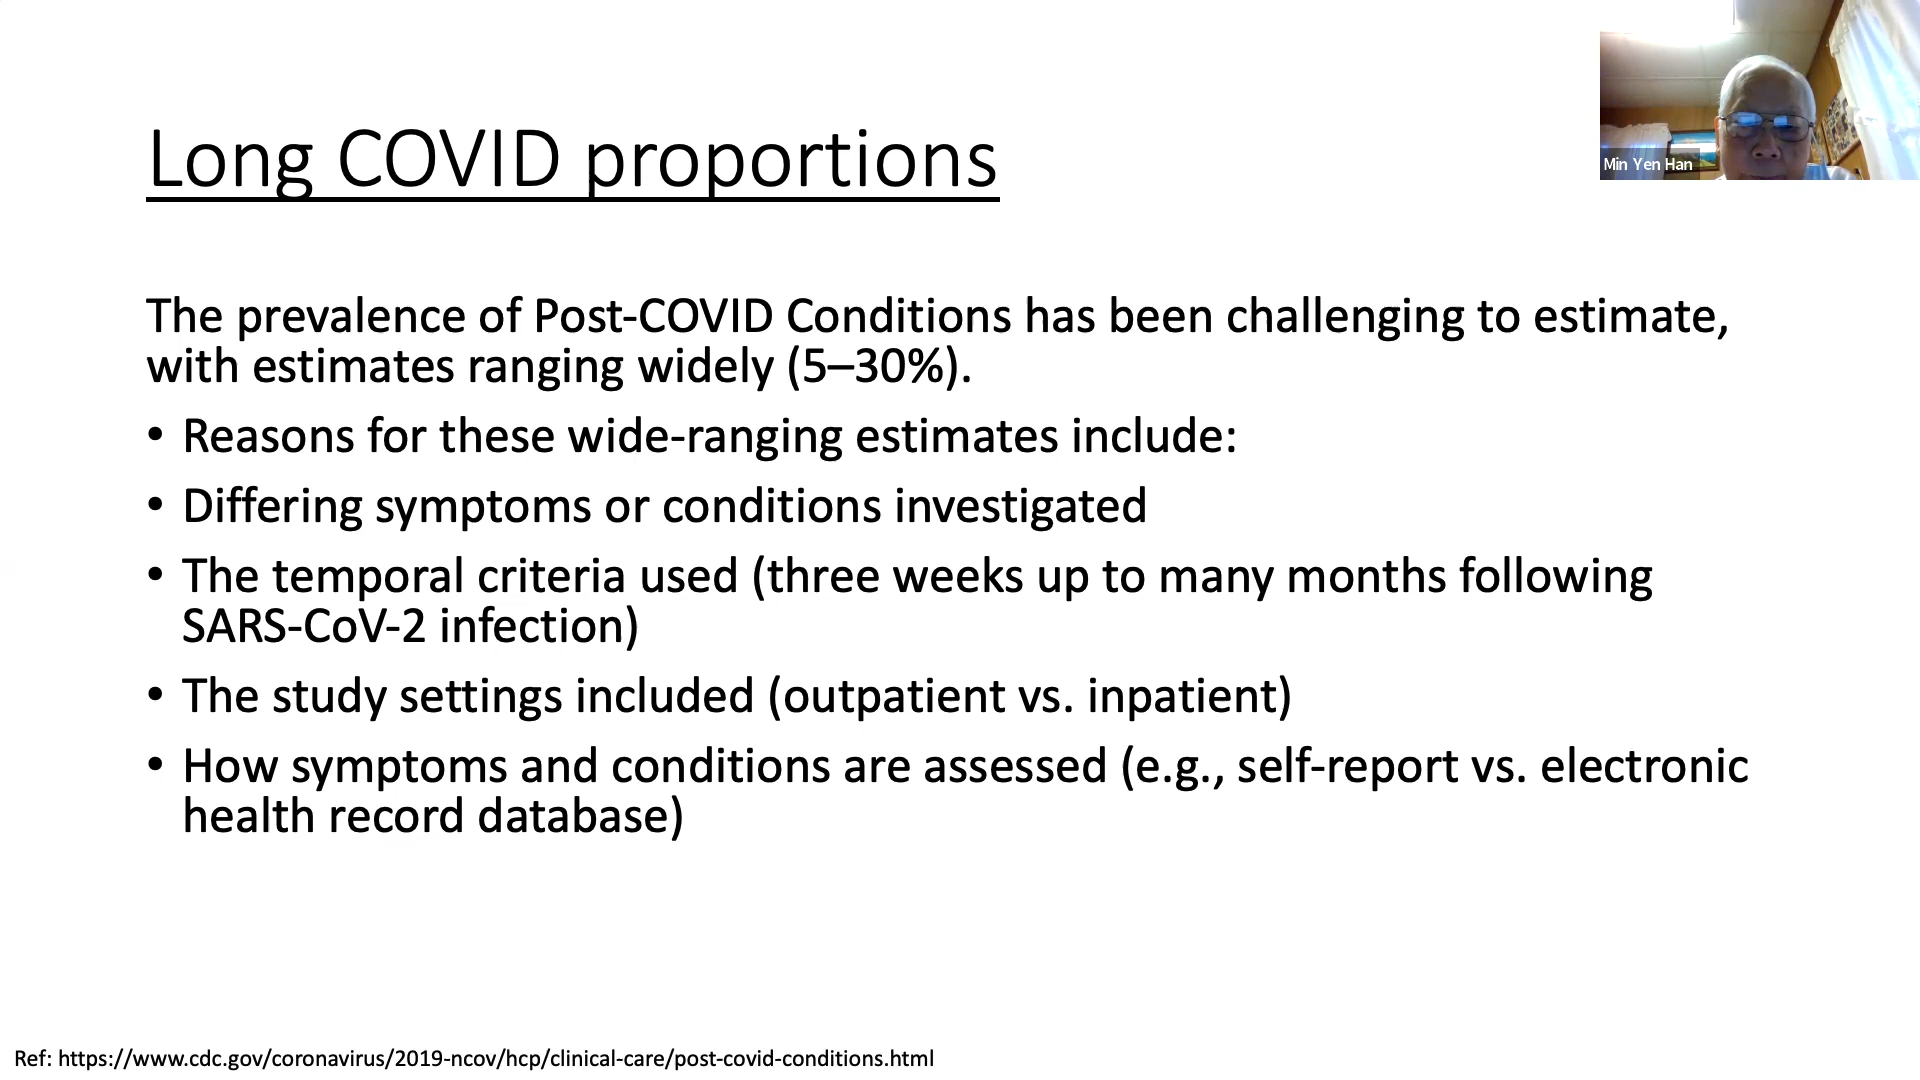 Long COVID proportions
Min Yen Han
The prevalence of Post-COVID Conditions has been challenging to estimate,
with estimates ranging widely (5–30%).
• Reasons for these wide-ranging estimates include:
• Differing symptoms or conditions investigated
• The temporal criteria used (three weeks up to many months following
SARS-CoV-2 infection)
• The study settings included (outpatient vs. inpatient)
• How symptoms and conditions are assessed (e.g., self-report vs. electronic
health record database)
Ref: https://www.cdc.gov/coronavirus/2019-ncov/hcp/clinical-care/post-covid-conditions.html